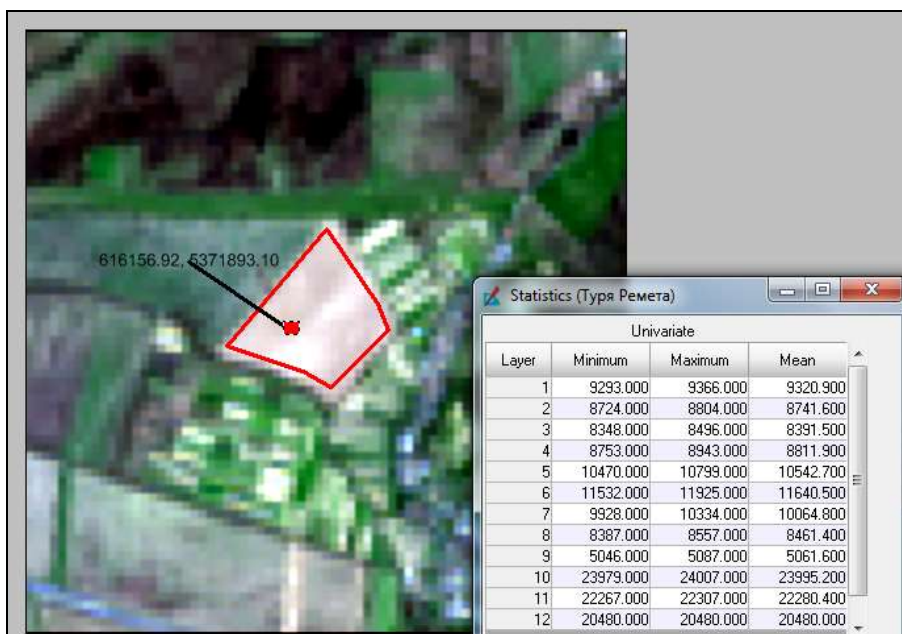 616156.92, 5371893.10
Statistics (Туря Ремета)
Univariate
Layer Minimum Maximum Mean
1 9293.000 9366.000 9320.900
2 8724.000 8804.000 8741.600
3 8348.000 8496.000 8391.500
4 8753.000 8943.000 8811.900
5 10470.000 10799.000 10542.700
6 11532.000 11925.000 11640.500
7 9928.000 10334.000 10064.800
8 8387.000 8557.000 8461.400
9 5046.000 5087.000 5061.600
10 23979.000 24007.000 23995.200
11 22267.000 22307.000 22280.400
12 20480.000 20480.000 20480.000